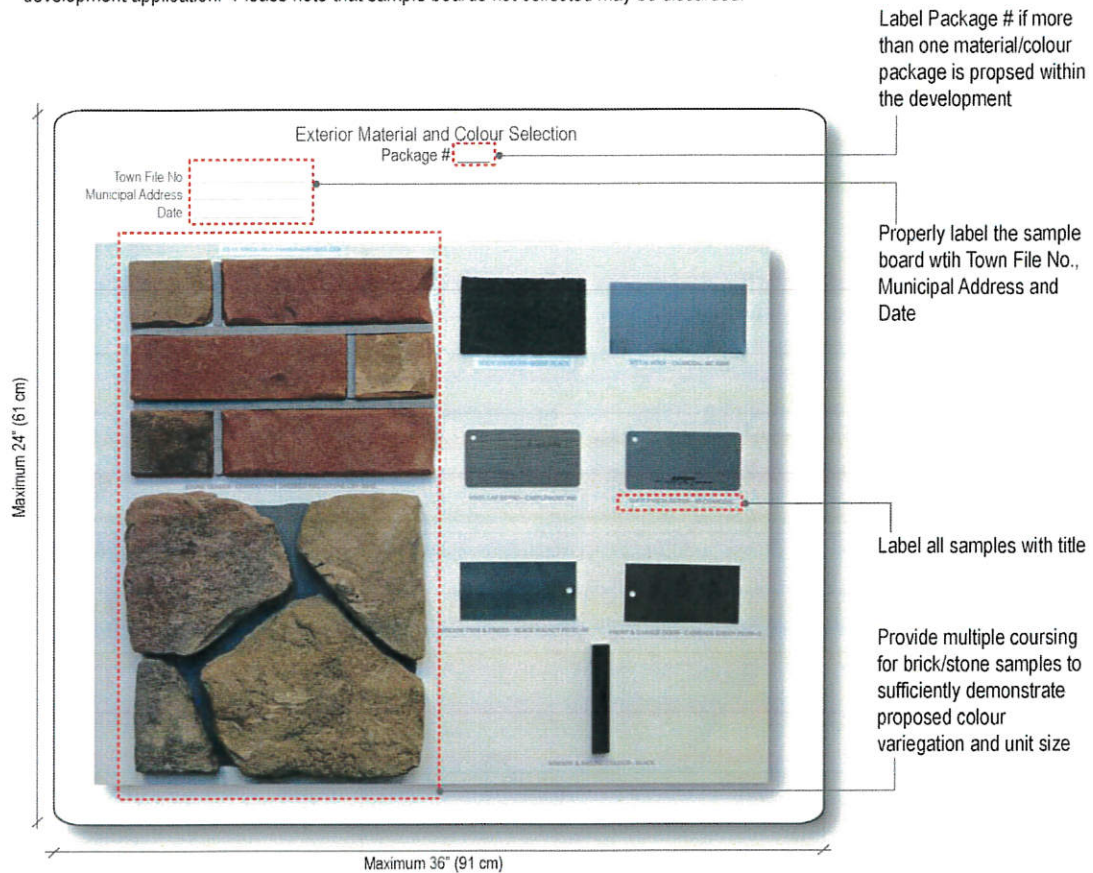 development application. Please note that sample boards not collected may be discarded.
Label Package # if more
than one material/colour
package is propsed within
the development
Exterior Material and Colour Selection
Package #
Town File No
Municipal Address
Date
Properly label the sample
board wtih Town File No.,
Municipal Address and
Date
Maximum 24" (61 cm)
Label all samples with title
Provide multiple coursing
for brick/stone samples to
sufficiently demonstrate
proposed colour
variegation and unit size
Maximum 36" (91 cm)